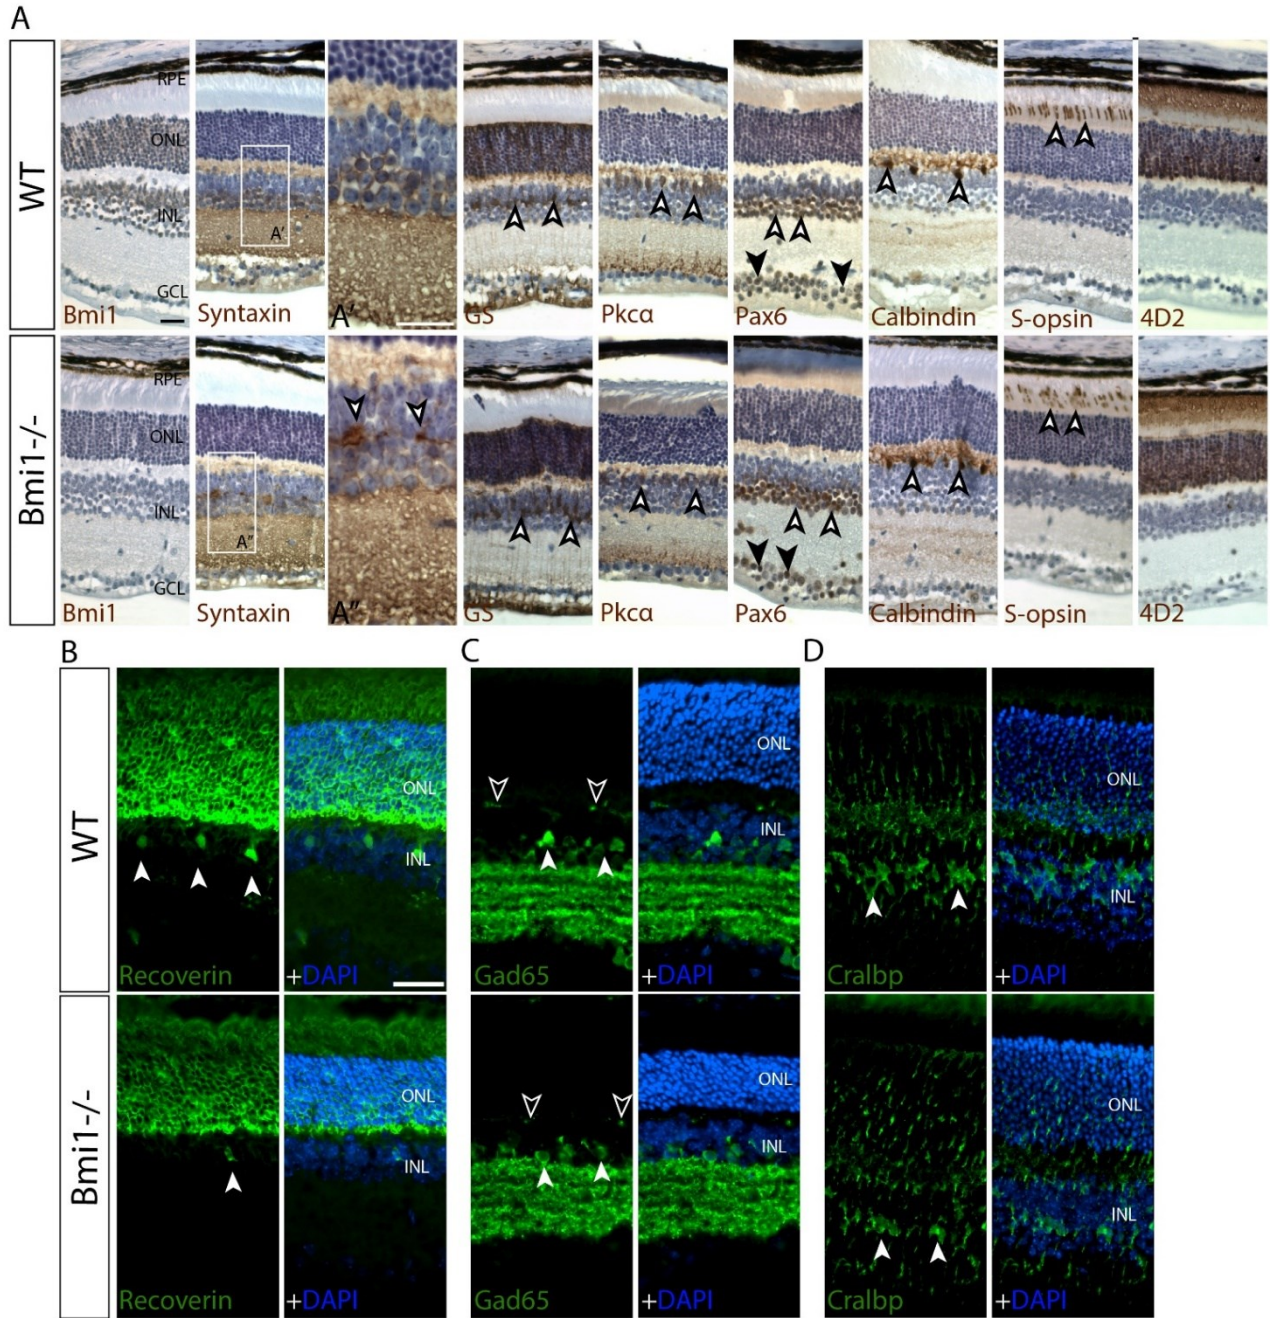 A
WT
RPE
ONL
INL
GCL
Bmi1
Syntaxin
A'
A'
GS
Pkcα
Pax6
Calbindin
S-opsin
4D2
Bmi1-/-
RPE
ONL
INL
GCL
Bmi1
Syntaxin
A"
A"
GS
Pkcα
Pax6
Calbindin
S-opsin
4D2
B
C
D
WT
ONL
INL
Recoverin
+DAPI
ONL
INL
Gad65
+DAPI
ONL
INL
Cralbp
+DAPI
Bmi1-/-
ONL
INL
Recoverin
+DAPI
ONL
INL
Gad65
+DAPI
ONL
INL
Cralbp
+DAPI